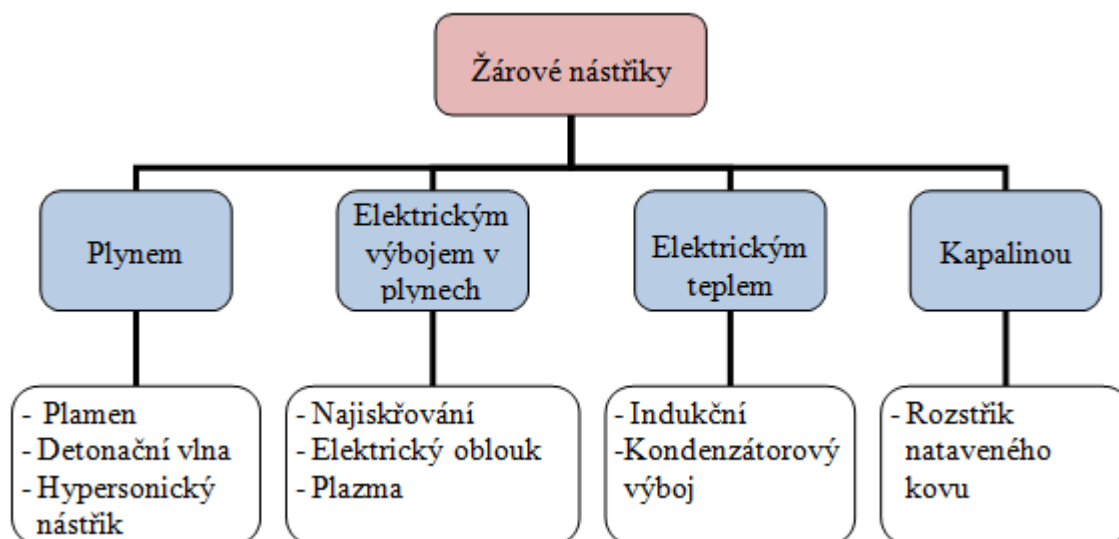 Žárové nástřiky
Plynem
Elektrickým
výbojem v
plynech
Elektrickým
teplem
Kapalinou
- Plamen
- Detonační vlna
- Hypersonický
nástřik
- Najiskřování
- Elektrický oblouk
- Plazma
- Indukční
-Kondenzátorový
výboj
- Rozstřik
nataveného
kovu